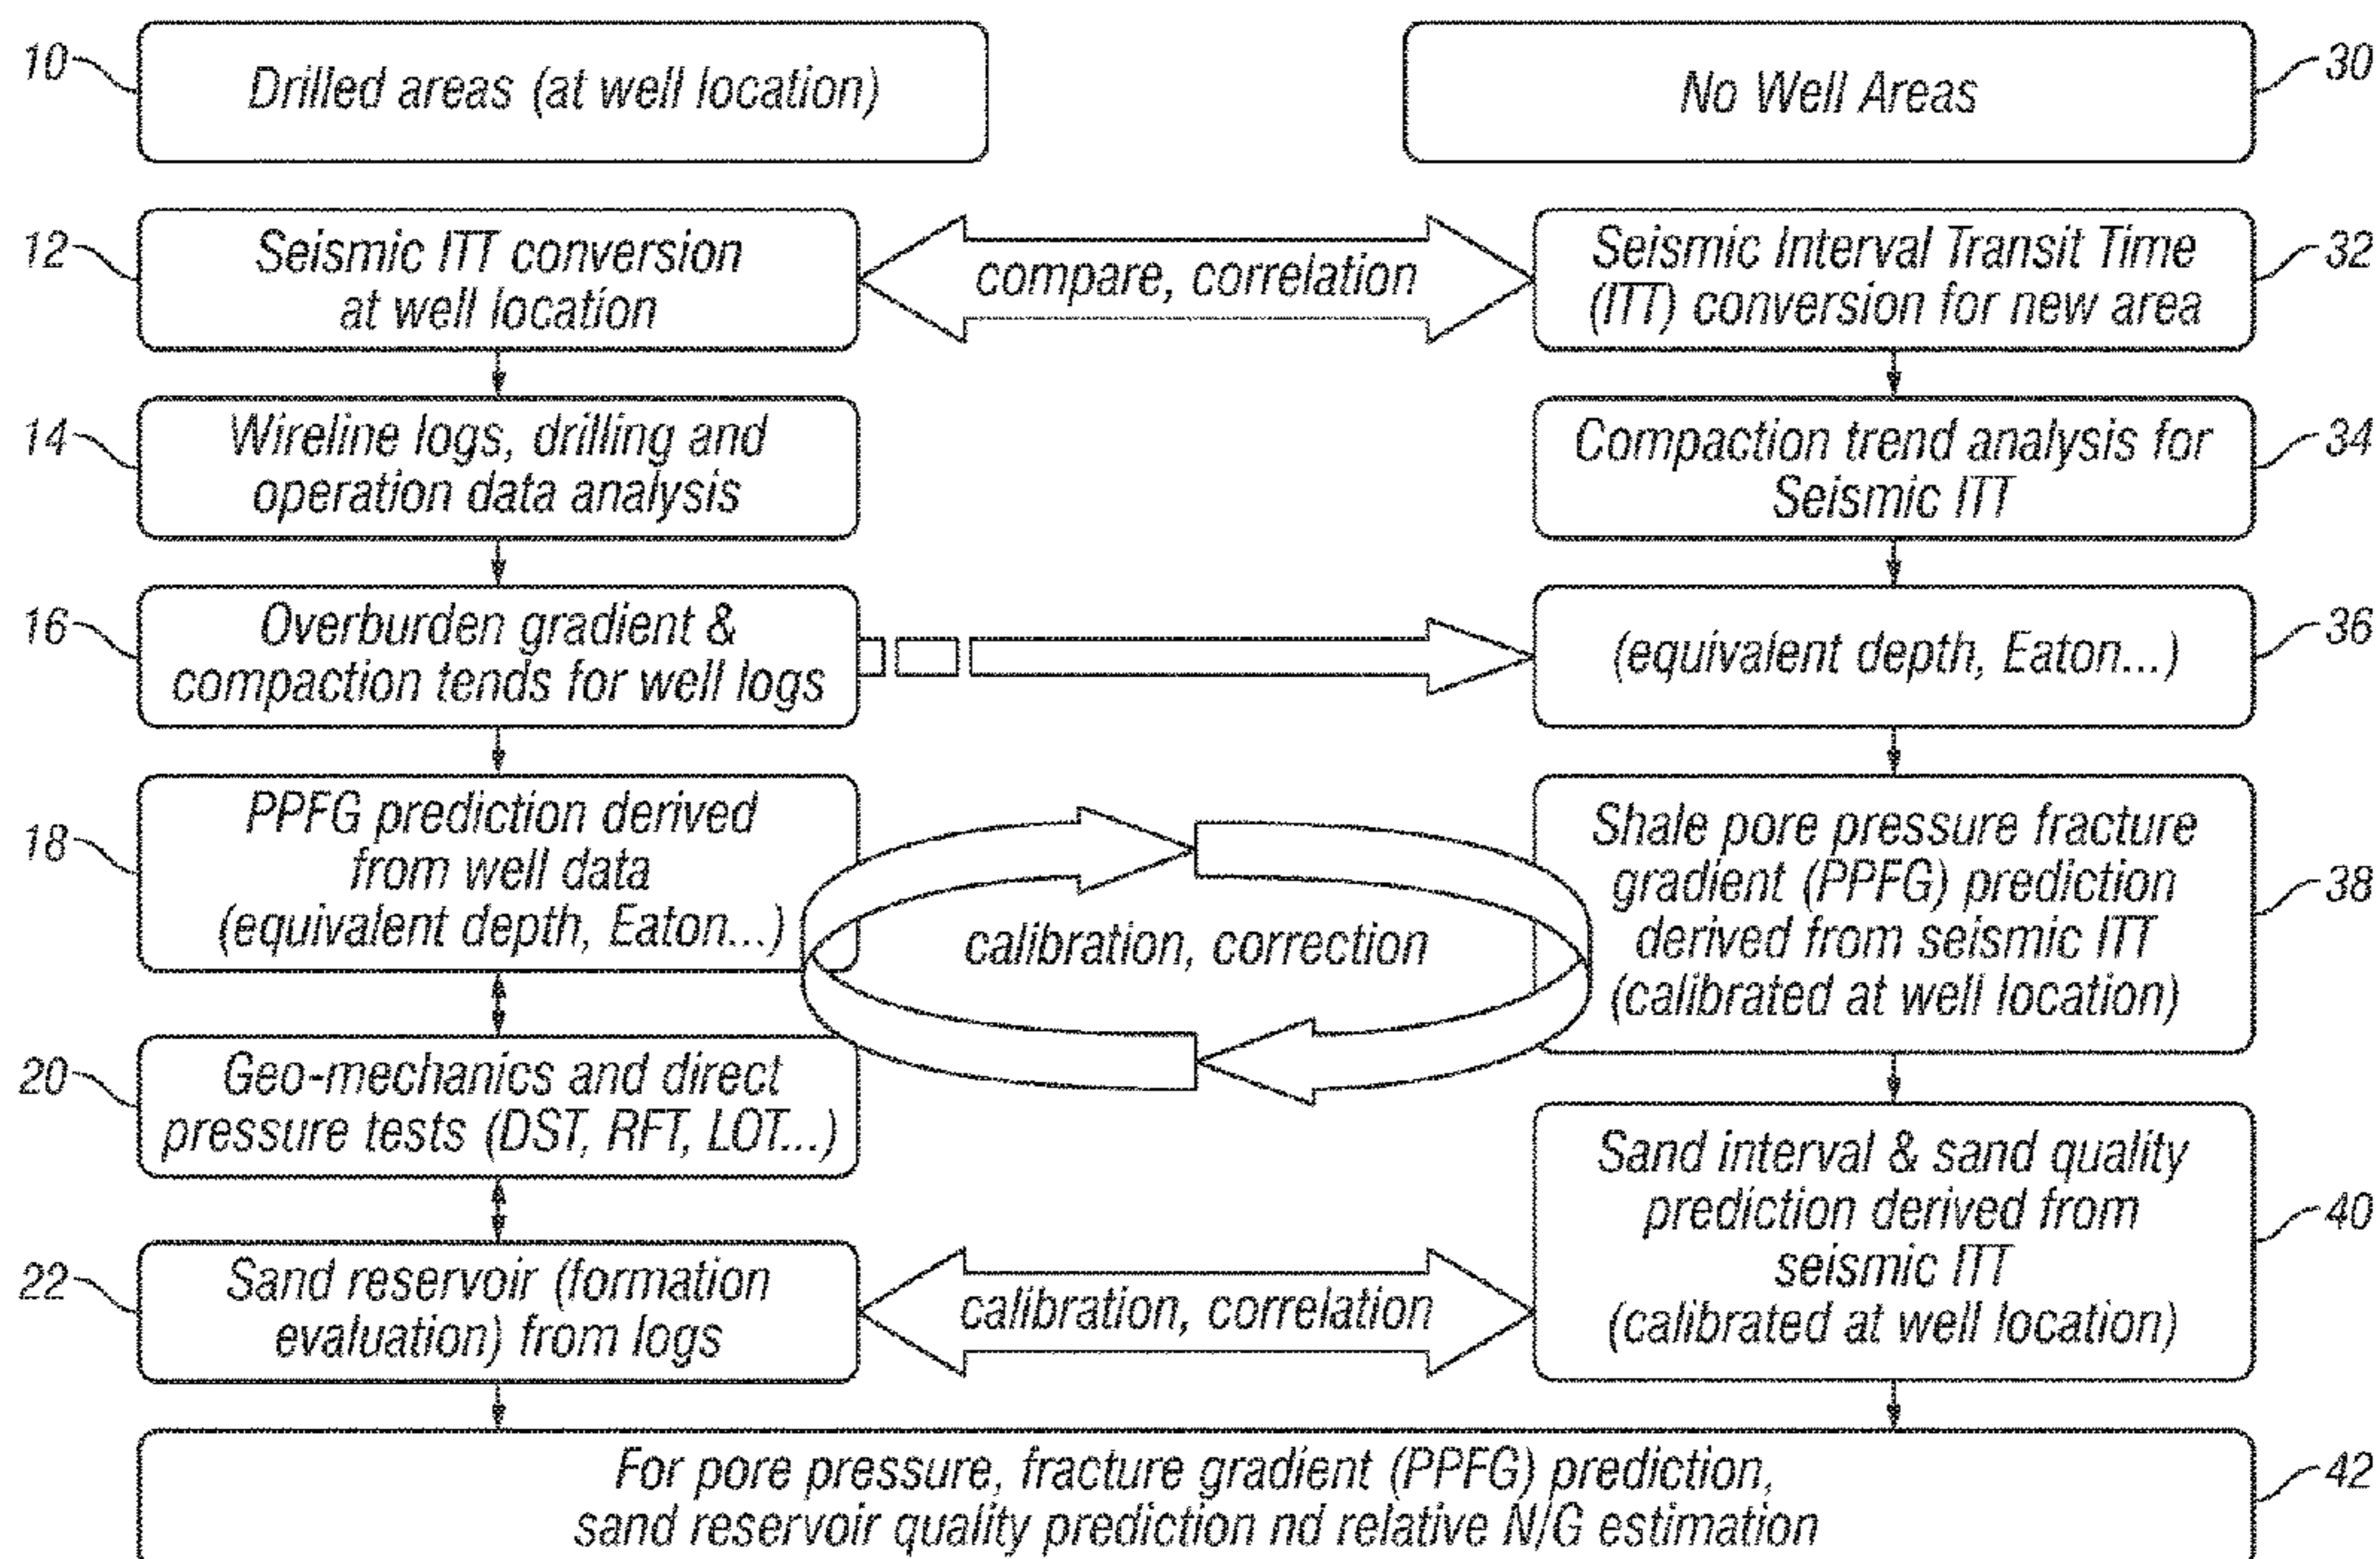 10
Drilled areas (at well location)
No Well Areas
30
12
Seismic ITT conversion
at well location
compare, correlation
Seismic Interval Transit Time
(ITT) conversion for new area
32
14
Wireline logs, drilling and
operation data analysis
Compaction trend analysis for
Seismic ITT
34
16
Overburden gradient &
compaction tends for well logs
(equivalent depth, Eaton...)
36
18
PPFG prediction derived
from well data
(equivalent depth, Eaton...)
calibration, correction
Shale pore pressure fracture
gradient (PPFG) prediction
derived from seismic ITT
(calibrated at well location)
38
20
Geo-mechanics and direct
pressure tests (DST, RFT, LOT...)
Sand interval & sand quality
prediction derived from
seismic ITT
(calibrated at well location)
40
22
Sand reservoir (formation
evaluation) from logs
calibration, correlation
For pore pressure, fracture gradient (PPFG) prediction,
sand reservoir quality prediction nd relative N/G estimation
42